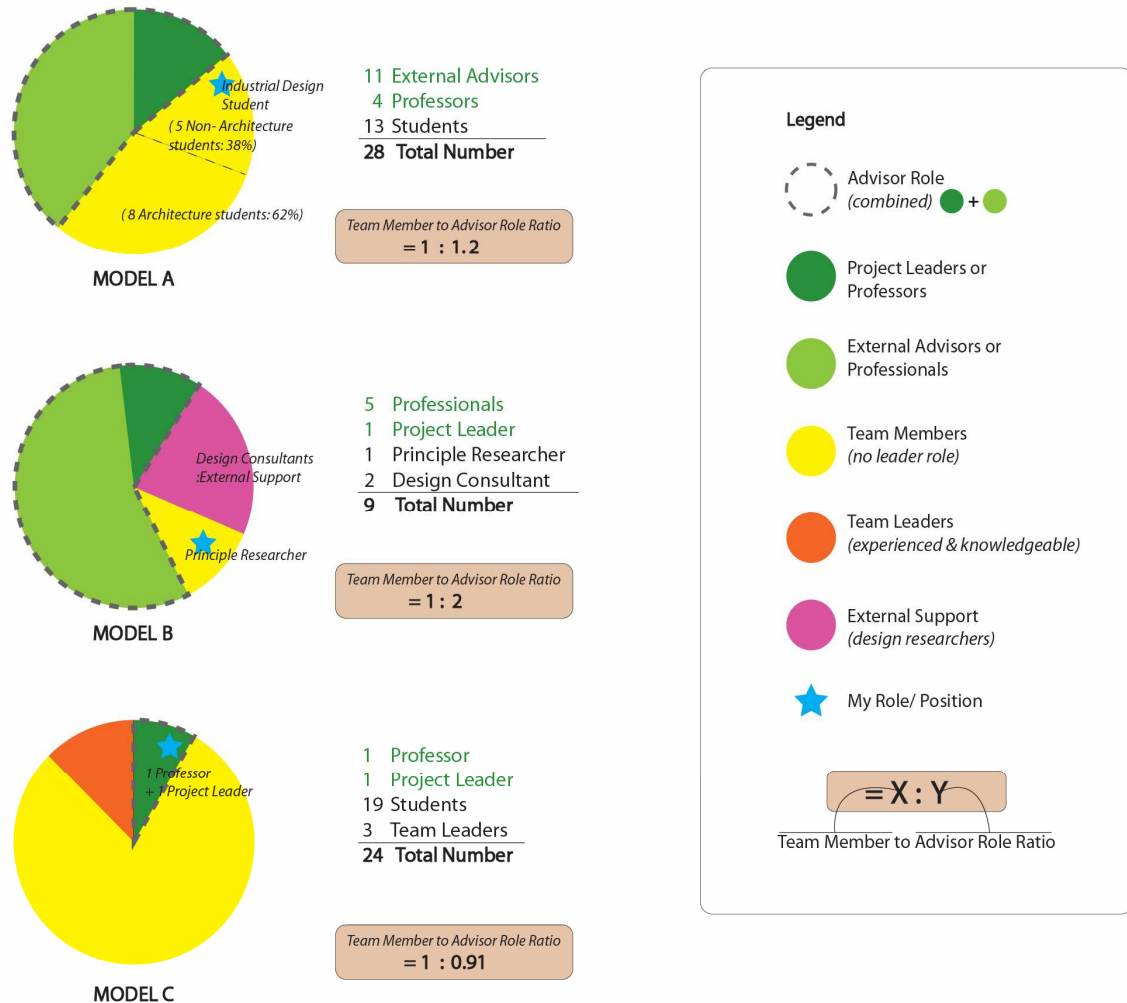 Industrial Design
Student
( 5 Non- Architecture
students: 38%)
( 8 Architecture students: 62%)
MODEL A
11 External Advisors
4 Professors
13 Students
28 Total Number
Team Member to Advisor Role Ratio
= 1 : 1.2
Design Consultants
:External Support
Principle Researcher
MODEL B
5 Professionals
1 Project Leader
1 Principle Researcher
2 Design Consultant
9 Total Number
Team Member to Advisor Role Ratio
= 1 : 2
1 Professor
+ 1 Project Leader
MODEL C
1 Professor
1 Project Leader
19 Students
3 Team Leaders
24 Total Number
Team Member to Advisor Role Ratio
= 1 : 0.91
Legend
Advisor Role
(combined) +
Project Leaders or
Professors
External Advisors or
Professionals
Team Members
(no leader role)
Team Leaders
(experienced & knowledgeable)
External Support
(design researchers)
My Role/ Position
= X : Y
Team Member to Advisor Role Ratio